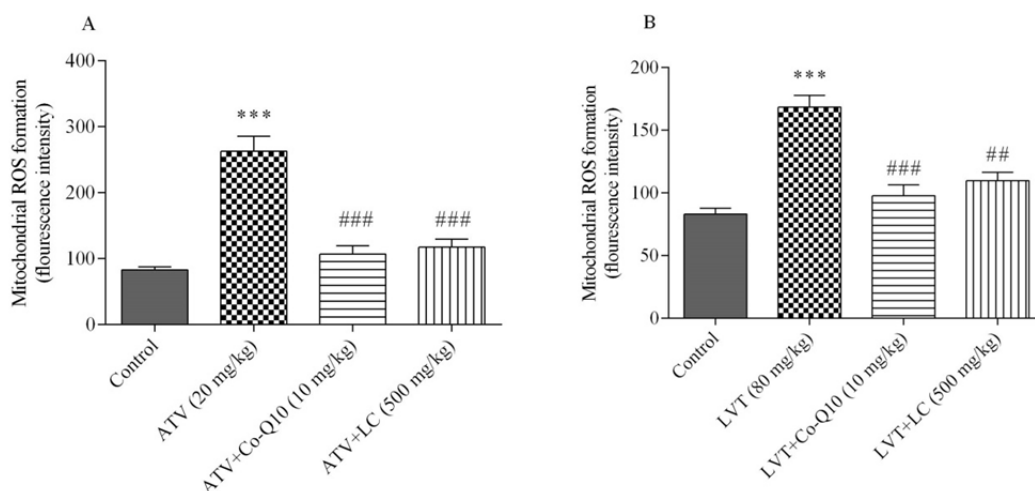 A
Mitochondrial ROS formation
(flourescence intensity)
400
300
200
100
0
***
###
###
Control
ATV (20 mg/kg)
ATV+Co-Q10 (10 mg/kg)
ATV+LC (500 mg/kg)
B
Mitochondrial ROS formation
(flourescence intensity)
200
150
100
50
0
***
###
##
Control
LVT (80 mg/kg)
LVT+Co-Q10 (10 mg/kg)
LVT+LC (500 mg/kg)